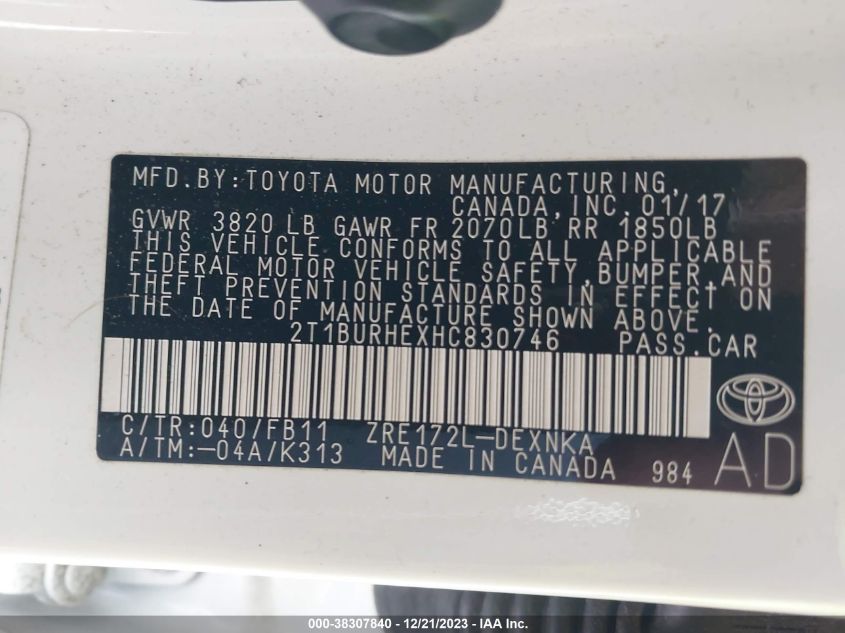 MFD.BY:TOYOTA MOTOR MANUFACTURING,
CANADA,INC.01/17
GVWR 3820 LB GAWR FR 2070LB RR 1850LB
THIS VEHICLE CONFORMS TO ALL APPLICABLE
FEDERAL MOTOR VEHICLE SAFETY,BUMPER,AND
THEFT PREVENTION STANDARDS IN EFFECT ON
THE DATE OF MANUFACTURE SHOWN ABOVE.
2T1BURHEXHC830746 PASS.CAR
C/TR:040/FB11 ZRE172L-DEXNKA
A/TM:-04A/K313 MADE IN CANADA 984 A.D
000-38307840 - 12/21/2023 - IAA Inc.